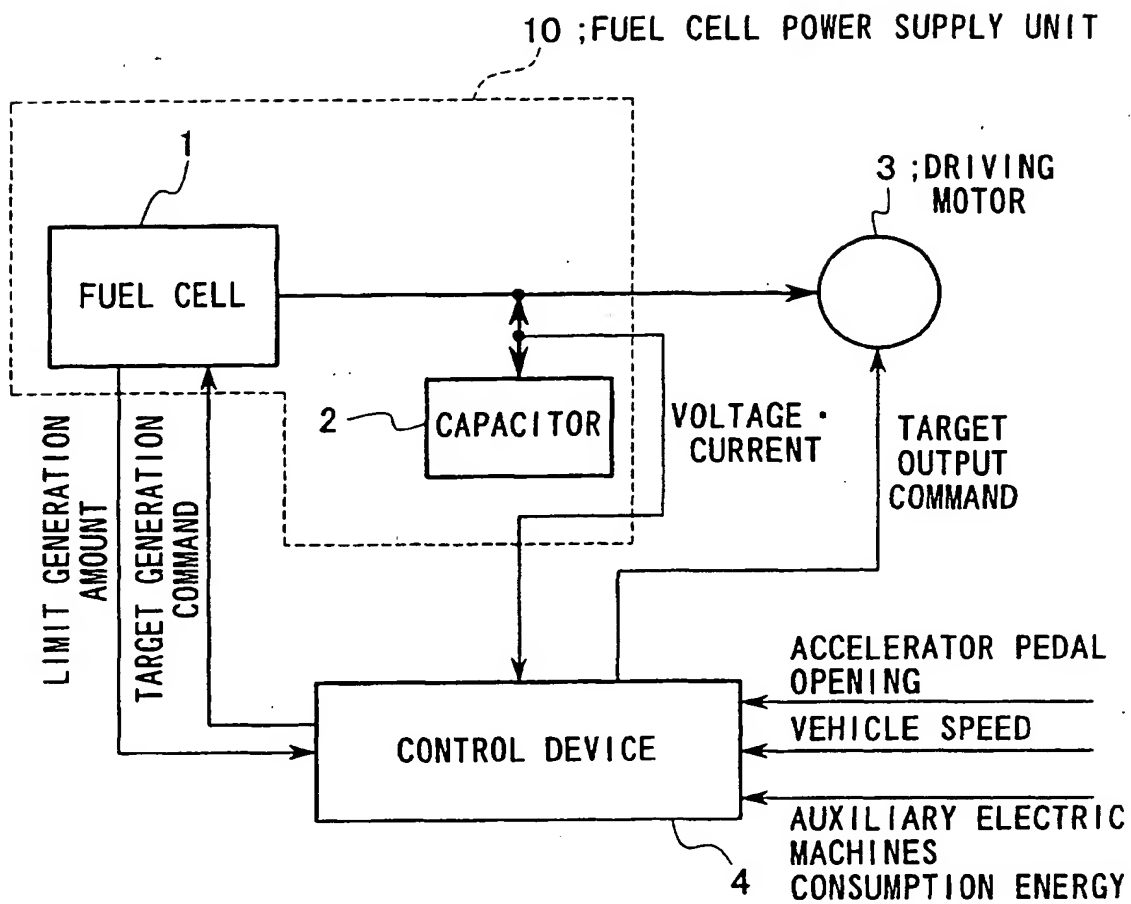 10 ;FUEL CELL POWER SUPPLY UNIT
1
3 ;DRIVING
MOTOR
FUEL CELL
2
CAPACITOR
VOLTAGE・
CURRENT
TARGET
OUTPUT
COMMAND
LIMIT GENERATION
AMOUNT
TARGET GENERATION
COMMAND
ACCELERATOR PEDAL
OPENING
VEHICLE SPEED
CONTROL DEVICE
AUXILIARY ELECTRIC
MACHINES
CONSUMPTION ENERGY
4